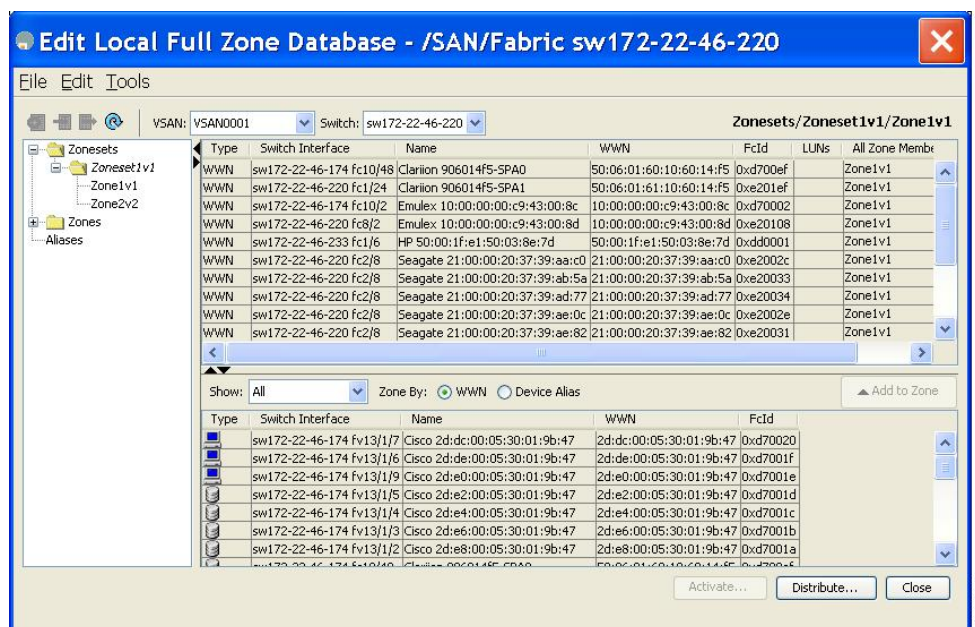 Edit Local Full Zone Database - /SAN/Fabric sw172-22-46-220
File Edit Tools
VSAN: VSAN0001 Switch: sw172-22-46-220 Zonesets/Zoneset1v1/Zone1v1
Zonesets
Zoneset1v1
Zone1v1
Zone2v2
Zones
Aliases
Type Switch Interface Name WWN FcId LUNs All Zone Membe
WWN sw172-22-46-174 fc10/48 Clariion 906014f5-SPA0 50:06:01:60:10:60:14:f5 0xd700ef Zone1v1
WWN sw172-22-46-220 fc1/24 Clariion 906014f5-SPA1 50:06:01:61:10:60:14:f5 0xe201ef Zone1v1
WWN sw172-22-46-174 fc10/2 Emulex 10:00:00:00:c9:43:00:8c 10:00:00:00:c9:43:00:8c 0xd70002 Zone1v1
WWN sw172-22-46-220 fc8/2 Emulex 10:00:00:00:c9:43:00:8d 10:00:00:00:c9:43:00:8d 0xe20108 Zone1v1
WWN sw172-22-46-233 fc1/6 HP 50:00:1f:e1:50:03:8e:7d 50:00:1f:e1:50:03:8e:7d 0xdd0001 Zone1v1
WWN sw172-22-46-220 fc2/8 Seagate 21:00:00:20:37:39:aa:c0 21:00:00:20:37:39:aa:c0 0xe2002c Zone1v1
WWN sw172-22-46-220 fc2/8 Seagate 21:00:00:20:37:39:ab:5a 21:00:00:20:37:39:ab:5a 0xe20033 Zone1v1
WWN sw172-22-46-220 fc2/8 Seagate 21:00:00:20:37:39:ad:77 21:00:00:20:37:39:ad:77 0xe20034 Zone1v1
WWN sw172-22-46-220 fc2/8 Seagate 21:00:00:20:37:39:ae:0c 21:00:00:20:37:39:ae:0c 0xe2002e Zone1v1
WWN sw172-22-46-220 fc2/8 Seagate 21:00:00:20:37:39:ae:82 21:00:00:20:37:39:ae:82 0xe20031 Zone1v1
Show: All Zone By: WWN Device Alias Add to Zone
Type Switch Interface Name WWN FcId
sw172-22-46-174 fv13/1/7 Cisco 2d:dc:00:05:30:01:9b:47 2d:dc:00:05:30:01:9b:47 0xd70020
sw172-22-46-174 fv13/1/6 Cisco 2d:de:00:05:30:01:9b:47 2d:de:00:05:30:01:9b:47 0xd7001f
sw172-22-46-174 fv13/1/9 Cisco 2d:e0:00:05:30:01:9b:47 2d:e0:00:05:30:01:9b:47 0xd7001e
sw172-22-46-174 fv13/1/5 Cisco 2d:e2:00:05:30:01:9b:47 2d:e2:00:05:30:01:9b:47 0xd7001d
sw172-22-46-174 fv13/1/4 Cisco 2d:e4:00:05:30:01:9b:47 2d:e4:00:05:30:01:9b:47 0xd7001c
sw172-22-46-174 fv13/1/3 Cisco 2d:e6:00:05:30:01:9b:47 2d:e6:00:05:30:01:9b:47 0xd7001b
sw172-22-46-174 fv13/1/2 Cisco 2d:e8:00:05:30:01:9b:47 2d:e8:00:05:30:01:9b:47 0xd7001a
Activate... Distribute... Close